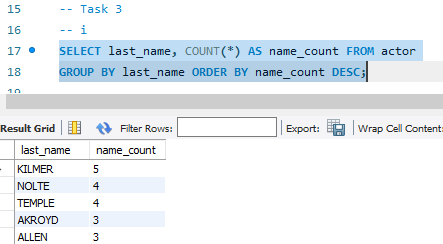 15 -- Task 3
16 -- i
17 SELECT last_name, COUNT(*) AS name_count FROM actor
18 GROUP BY last_name ORDER BY name_count DESC;
Result Grid Filter Rows: Export: Wrap Cell Content:
last_name name_count
KILMER 5
NOLTE 4
TEMPLE 4
AKROYD 3
ALLEN 3